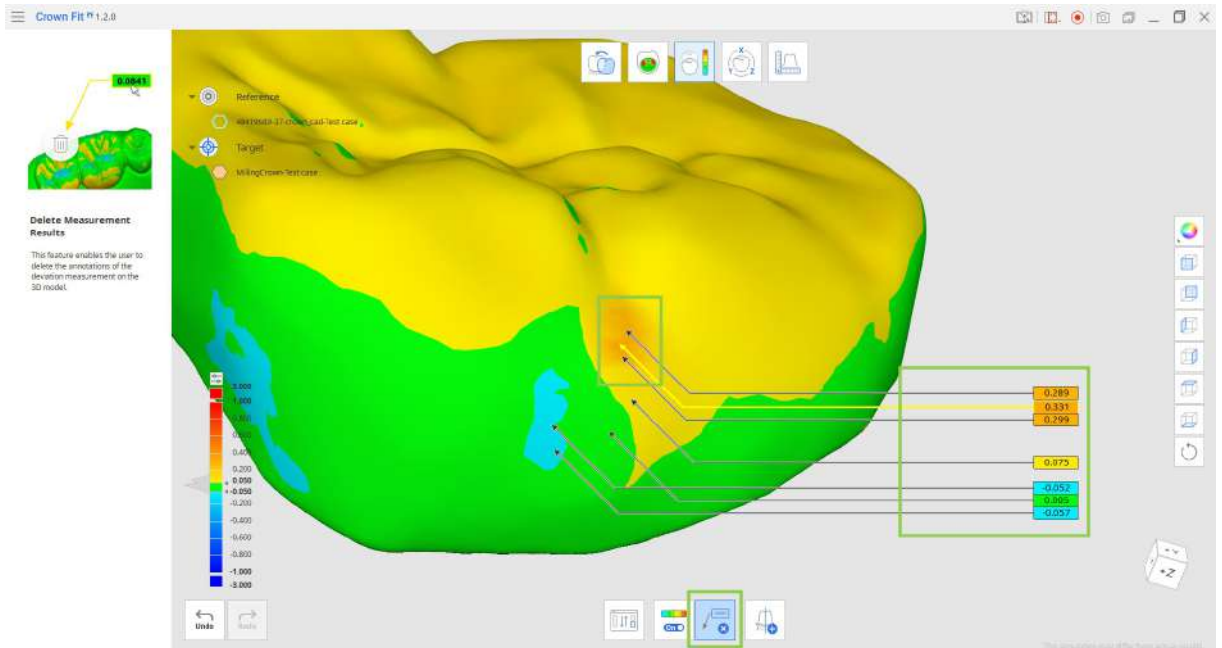 Crown Fit 1.2.0
0.0841
Delete Measurement
Results
This feature enables the user to
delete the annotations of the
deviation measurement on the
3D model.
Reference
Target
MillingCrown-Test case
3.000
1.000
0.400
0.200
0.050
-0.050
-0.200
-0.400
-0.600
-0.800
-1.000
-3.000
0.289
0.331
0.299
0.075
-0.052
0.005
-0.057
X
Y
Z
+Z
Undo
Redo
On